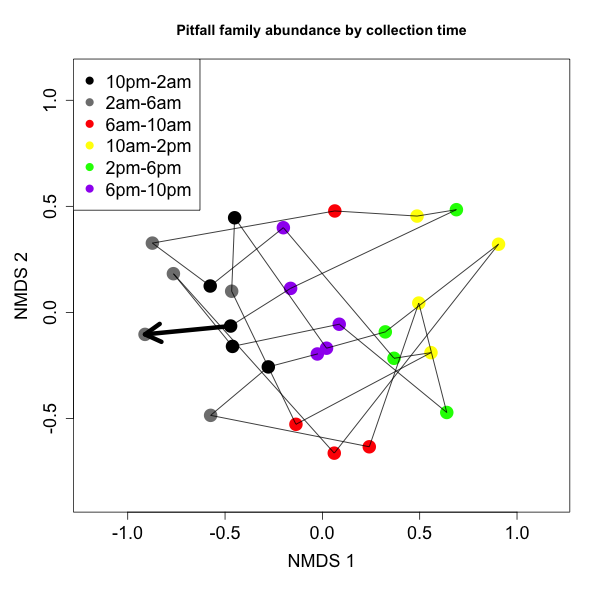 Pitfall family abundance by collection time
10pm-2am
2am-6am
6am-10am
10am-2pm
2pm-6pm
6pm-10pm
1.0
0.5
0.0
-0.5
NMDS 2
-1.0 -0.5 0.0 0.5 1.0
NMDS 1